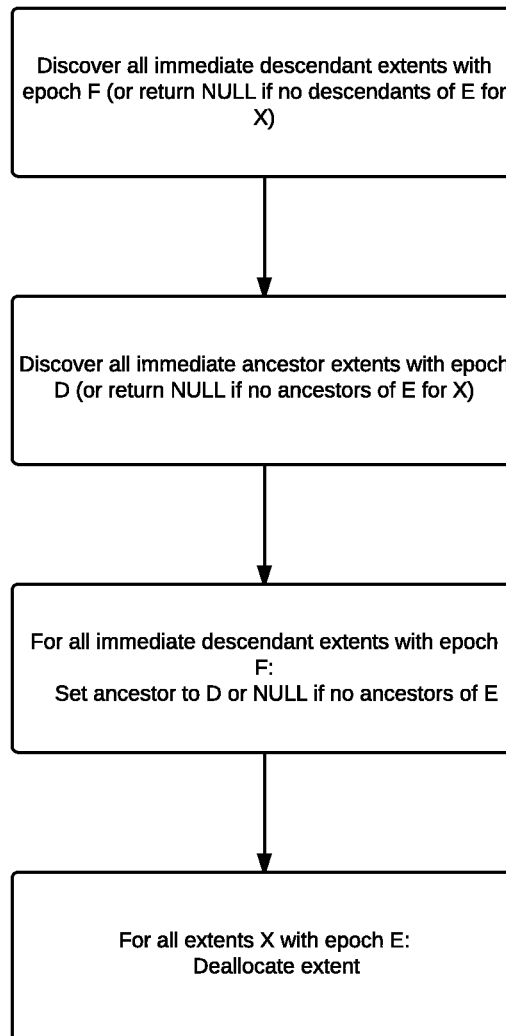 Discover all immediate descendant extents with
epoch F (or return NULL if no descendants of E for
X)
Discover all immediate ancestor extents with epoch
D (or return NULL if no ancestors of E for X)
For all immediate descendant extents with epoch
F:
Set ancestor to D or NULL if no ancestors of E
For all extents X with epoch E:
Deallocate extent